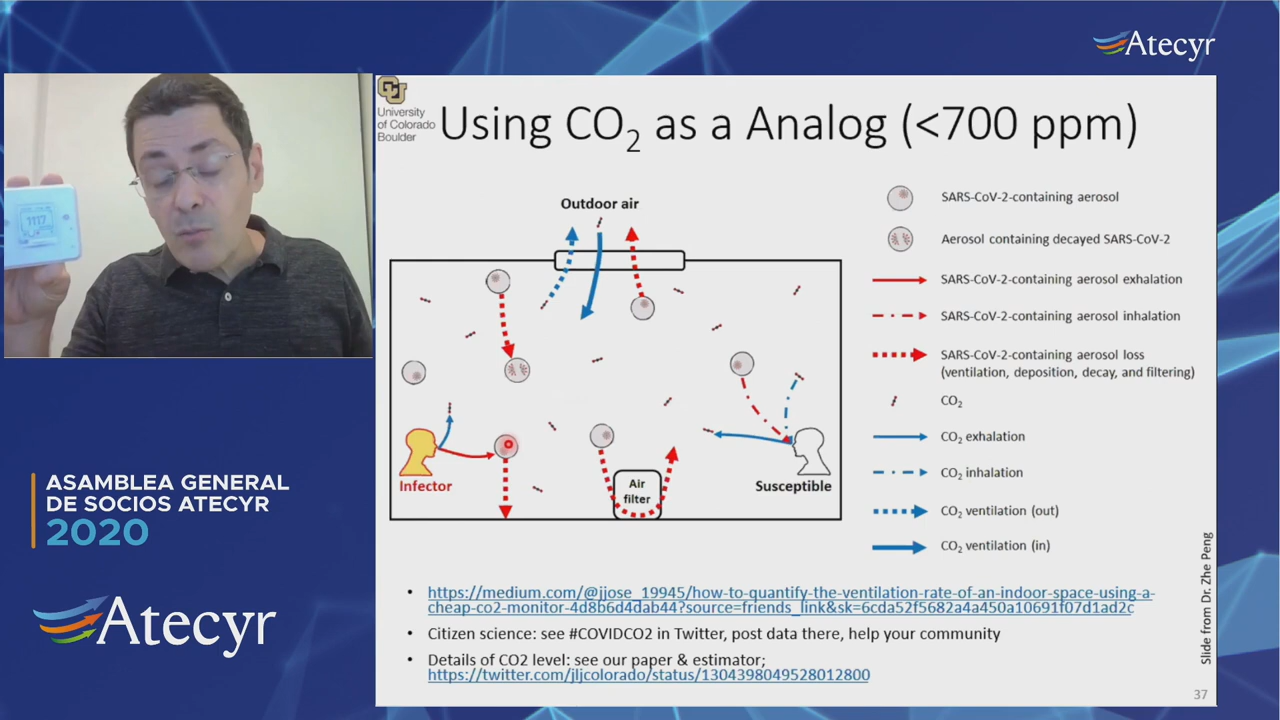 Atecyr
1117
University
of Colorado
Boulder
Using CO₂ as a Analog (<700 ppm)
Outdoor air
Infector
Air
filter
Susceptible
SARS-CoV-2-containing aerosol
Aerosol containing decayed SARS-CoV-2
SARS-CoV-2-containing aerosol exhalation
SARS-CoV-2-containing aerosol inhalation
SARS-CoV-2-containing aerosol loss
(ventilation, deposition, decay, and filtering)
CO₂
CO₂ exhalation
CO₂ inhalation
CO₂ ventilation (out)
CO₂ ventilation (in)
• https://medium.com/@jjose_19945/how-to-quantify-the-ventilation-rate-of-an-indoor-space-using-a-
cheap-co2-monitor-4d8b6d4dab44?source=friends_link&sk=6cda52f5682a4a450a10691f07d1ad2c
• Citizen science: see #COVIDCO2 in Twitter, post data there, help your community
• Details of CO2 level: see our paper & estimator;
https://twitter.com/jljcolorado/status/1304398049528012800
Slide from Dr. Zhe Peng
37
ASAMBLEA GENERAL
DE SOCIOS ATECYR
2020
Atecyr